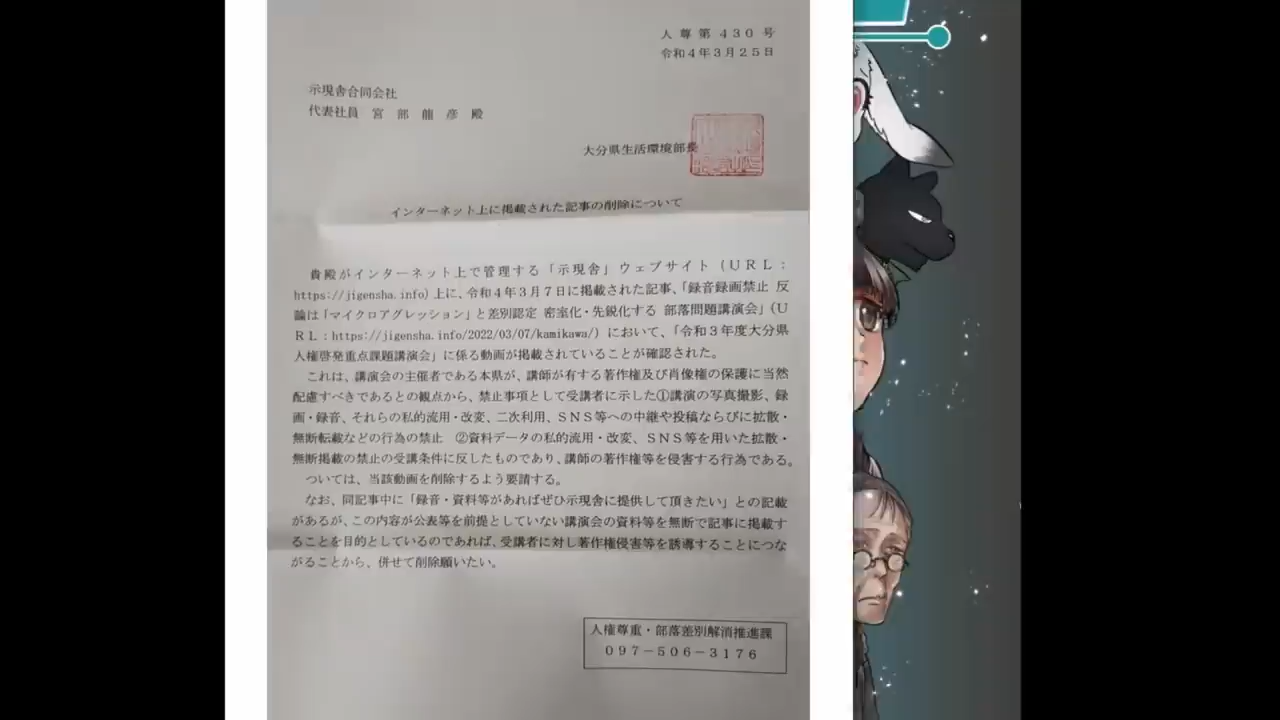 人尊第４３０号
令和４年３月２５日
示現舎合同会社
代表社員　宮　部　龍　彦　殿
大分県生活環境部長
インターネット上に掲載された記事の削除について
貴殿がインターネット上で管理する「示現舎」ウェブサイト（ＵＲＬ：
https://jigensha.info）上に、令和４年３月７日に掲載された記事、「録音録画禁止 反
論は「マイクロアグレッション」と差別認定 密室化・先鋭化する 部落問題講演会」（Ｕ
ＲＬ：https://jigensha.info/2022/03/07/kamikawa/）において、「令和３年度大分県
人権啓発重点課題講演会」に係る動画が掲載されていることが確認された。
これは、講演会の主催者である本県が、講師が有する著作権及び肖像権の保護に当然
配慮すべきであるとの観点から、禁止事項として受講者に示した①講演の写真撮影、録
画・録音、それらの私的流用・改変、二次利用、ＳＮＳ等への中継や投稿ならびに拡散・
無断転載などの行為の禁止　②資料データの私的流用・改変、ＳＮＳ等を用いた拡散・
無断掲載の禁止の受講条件に反したものであり、講師の著作権等を侵害する行為である。
ついては、当該動画を削除するよう要請する。
なお、同記事中に「録音・資料等があればぜひ示現舎に提供して頂きたい」との記載
があるが、この内容が公表等を前提としていない講演会の資料等を無断で記事に掲載す
ることを目的としているのであれば、受講者に対し著作権侵害等を誘導することにつな
がることから、併せて削除願いたい。
人権尊重・部落差別解消推進課
０９７－５０６－３１７６